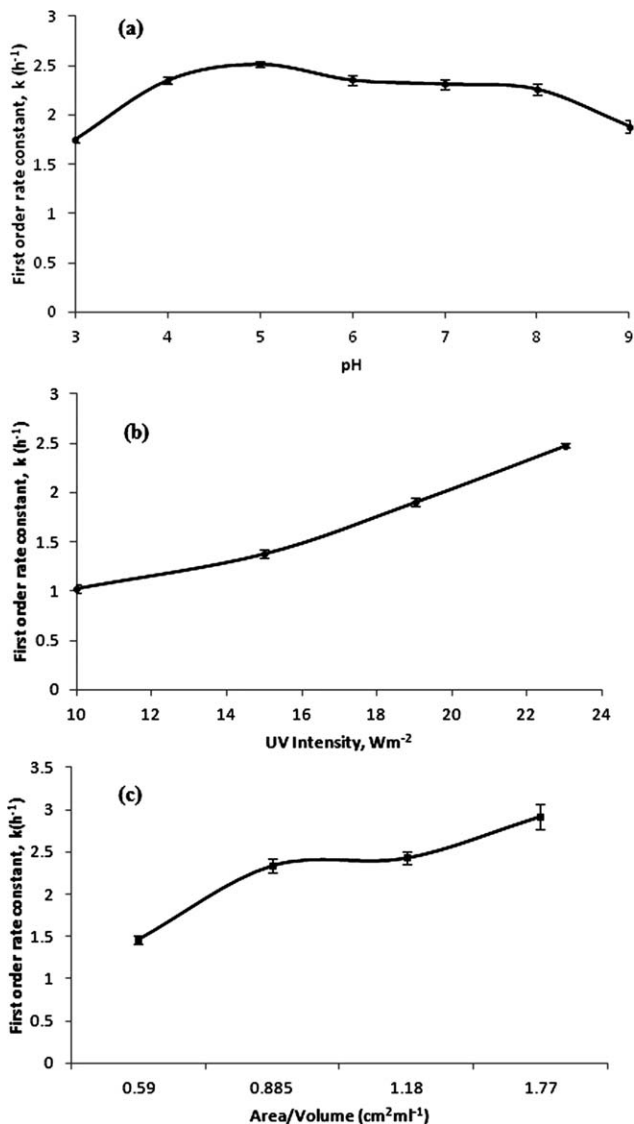 (a)
First order rate constant, k (h⁻¹)
3
2.5
2
1.5
1
0.5
0
3 4 5 6 7 8 9
pH
(b)
First order rate constant, k (h⁻¹)
3
2.5
2
1.5
1
0.5
0
10 12 14 16 18 20 22 24
UV Intensity, Wm⁻²
(c)
First order rate constant, k(h⁻¹)
3.5
3
2.5
2
1.5
1
0.5
0
0.59 0.885 1.18 1.77
Area/Volume (cm²ml⁻¹)